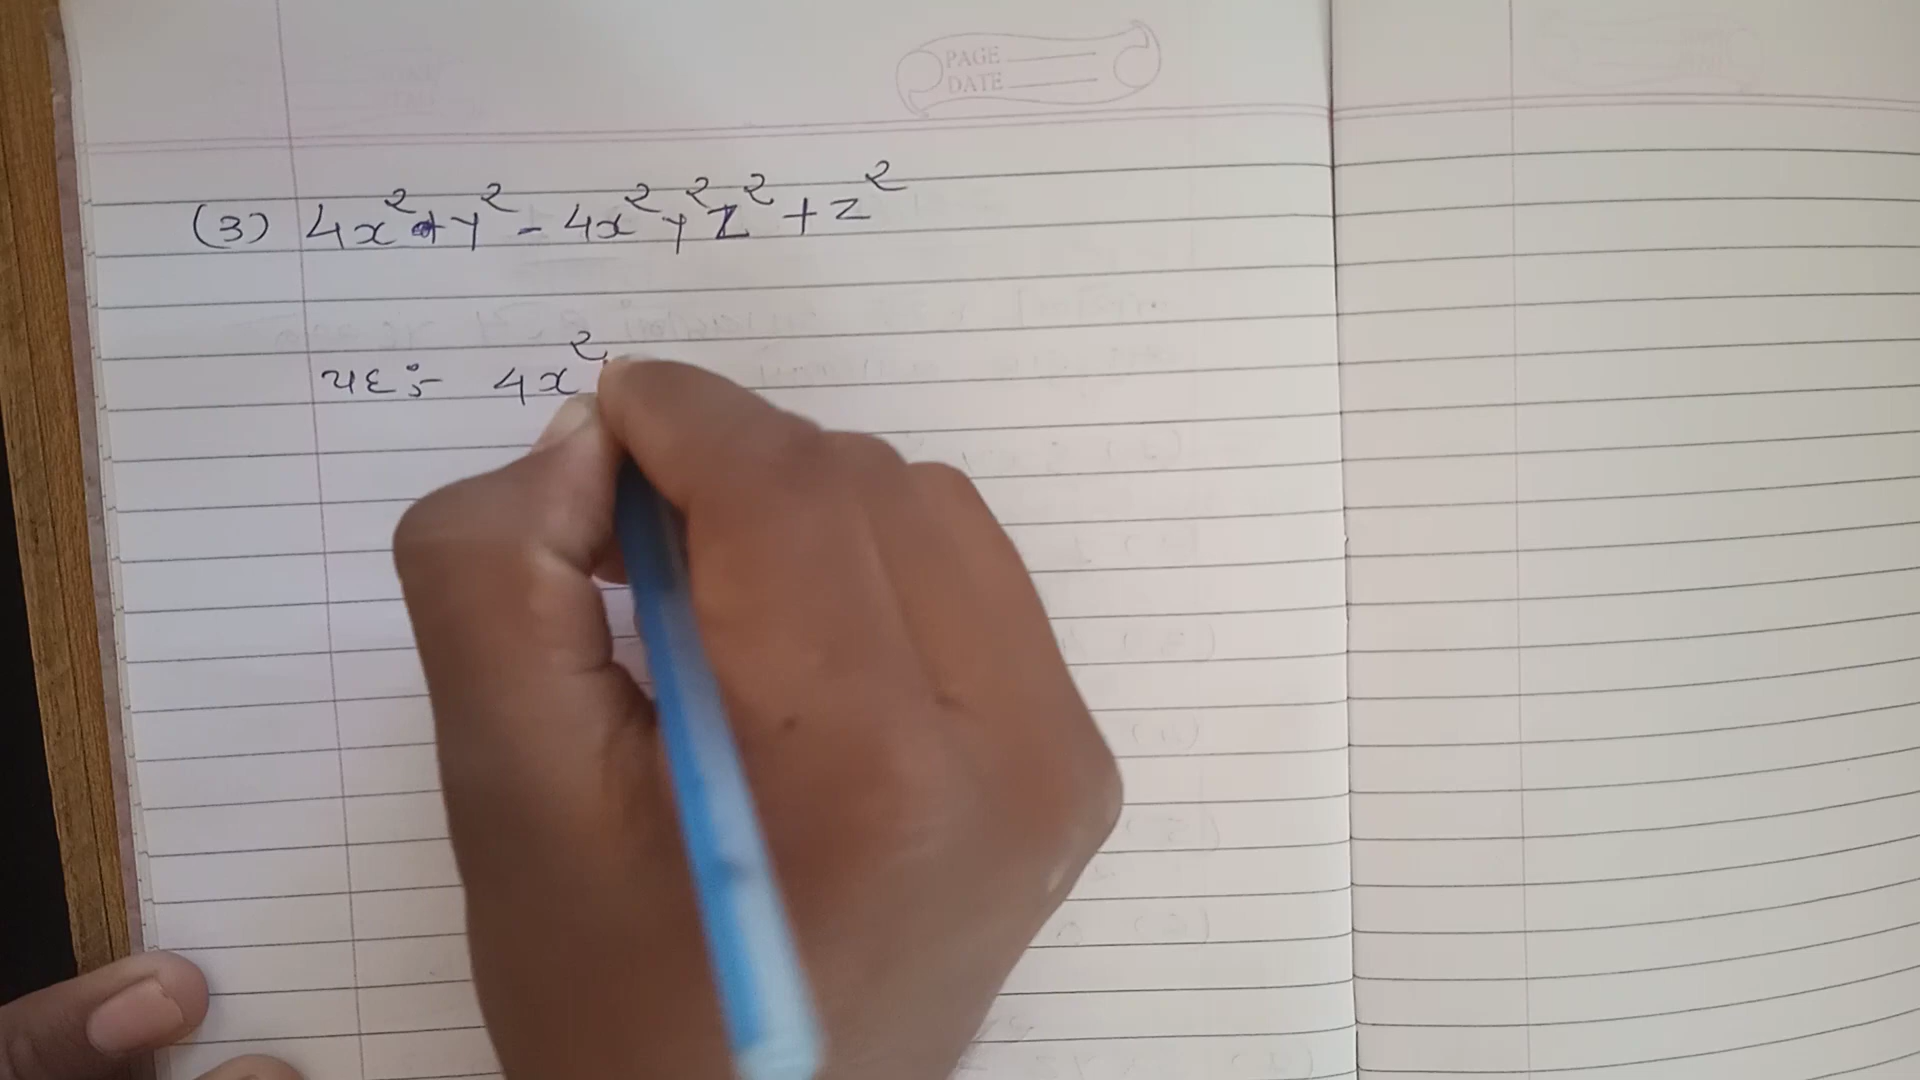 PAGE
DATE
(3) 4x²+y² - 4x²y²z² + z²
પદ :- 4x²